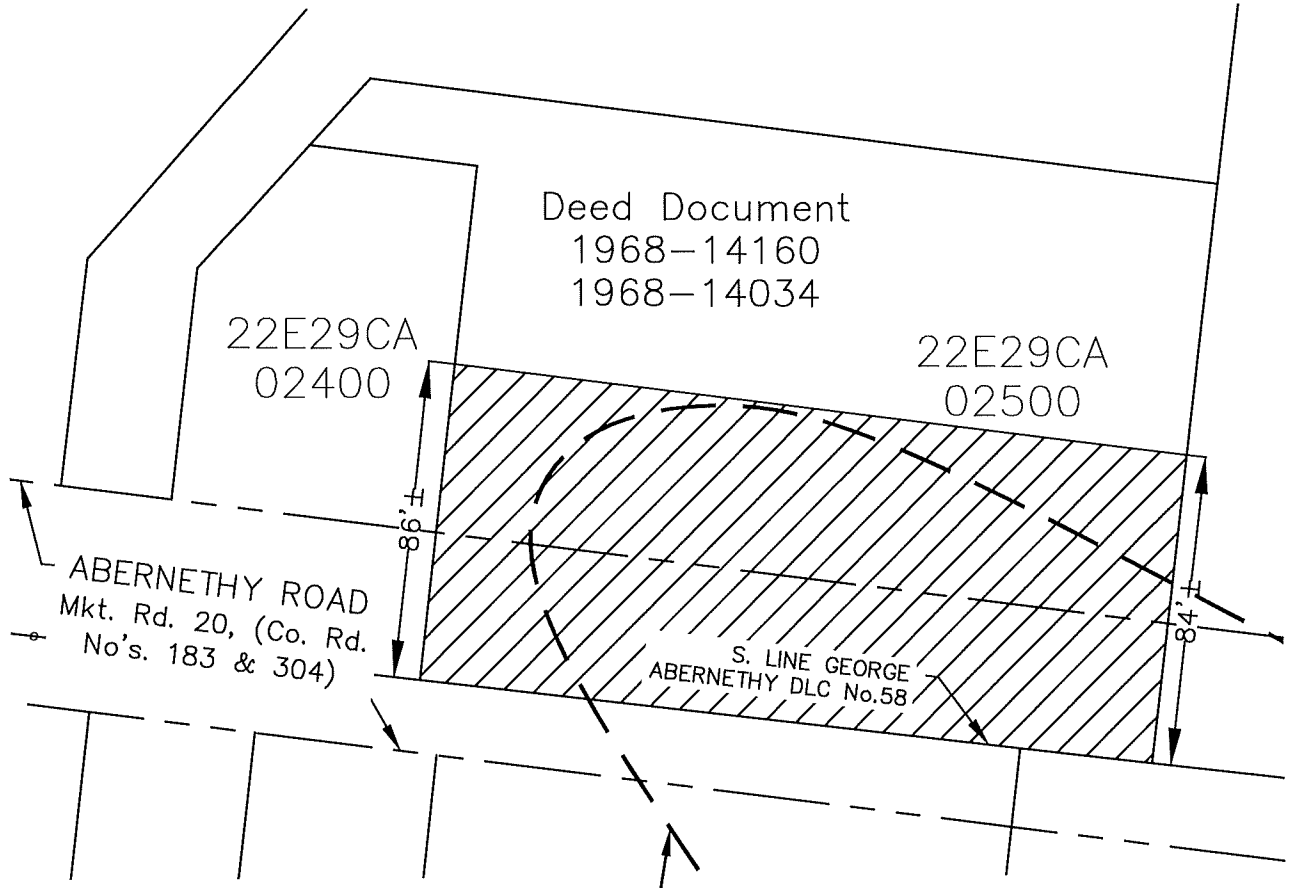 Deed Document
1968-14160
1968-14034
22E29CA
02400
22E29CA
02500
86'±
84'±
ABERNETHY ROAD
Mkt. Rd. 20, (Co. Rd.
No's. 183 & 304)
S. LINE GEORGE
ABERNETHY DLC No.58